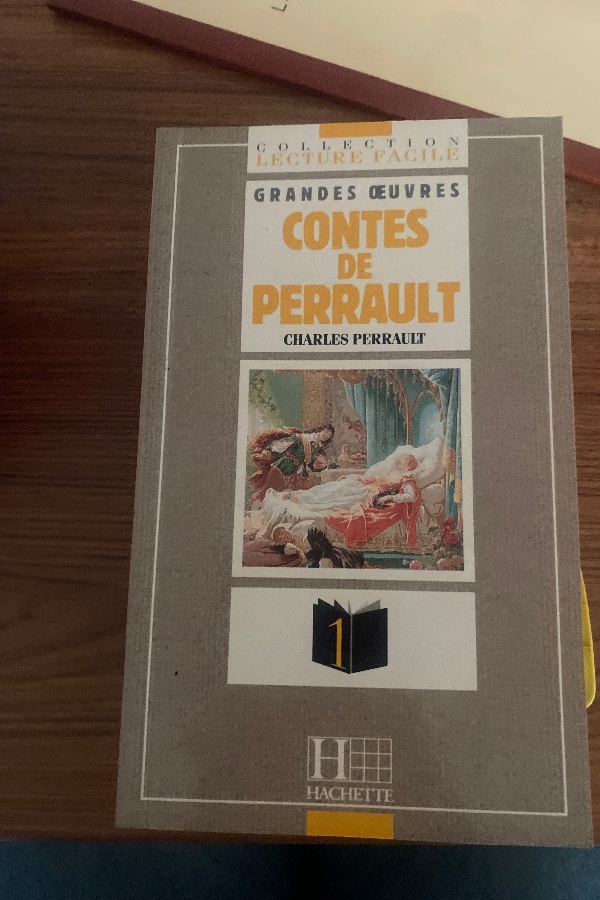 COLLECTION
LECTURE FACILE
GRANDES ŒUVRES
CONTES
DE
PERRAULT
CHARLES PERRAULT
1
H
HACHETTE